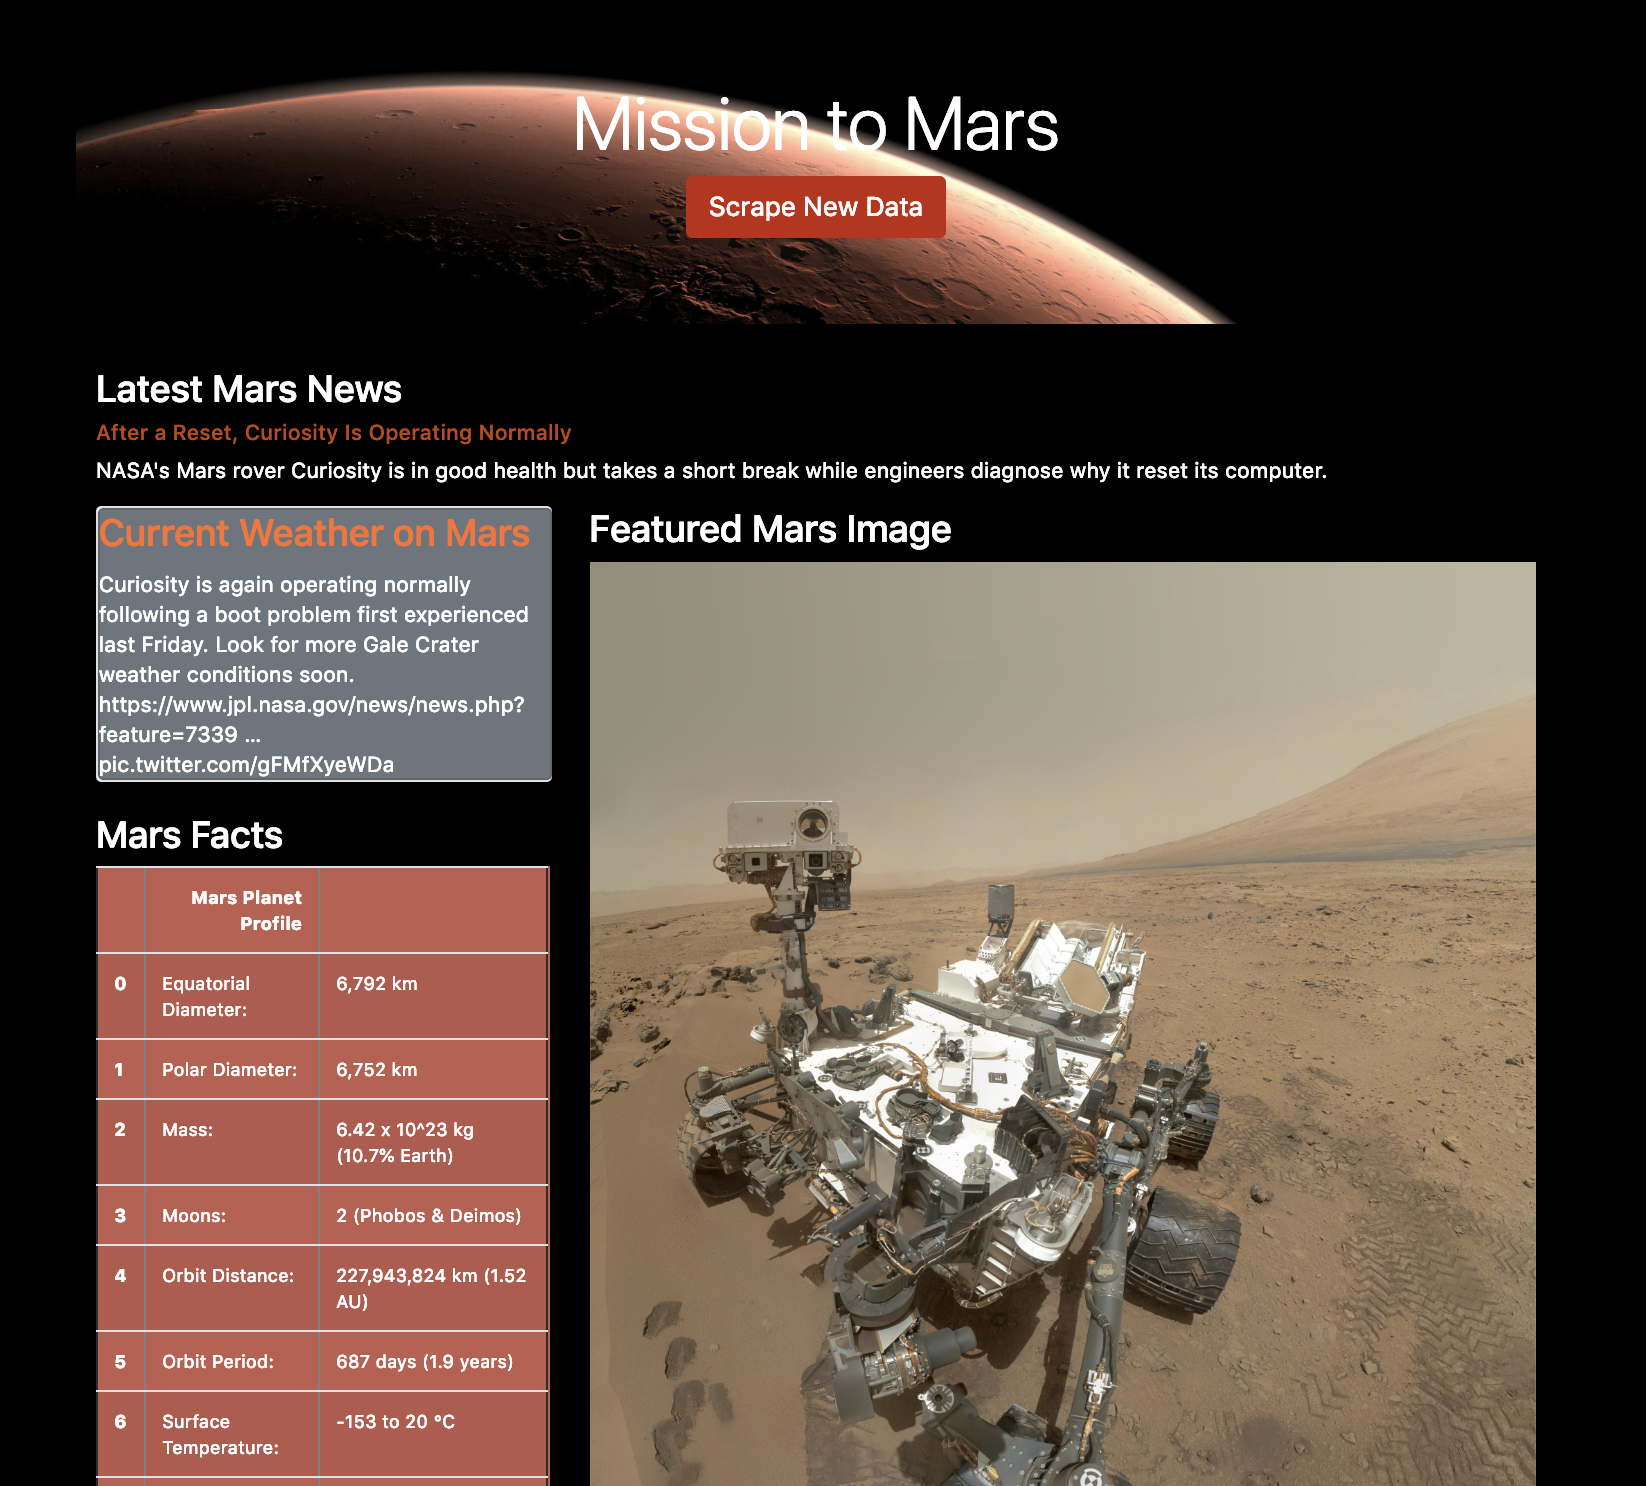 Mission to Mars
Scrape New Data
Latest Mars News
After a Reset, Curiosity Is Operating Normally
NASA's Mars rover Curiosity is in good health but takes a short break while engineers diagnose why it reset its computer.
Current Weather on Mars
Curiosity is again operating normally
following a boot problem first experienced
last Friday. Look for more Gale Crater
weather conditions soon.
https://www.jpl.nasa.gov/news/news.php?
feature=7339 ...
pic.twitter.com/gFMfXyeWDa
Featured Mars Image
Mars Facts
Mars Planet
Profile
0 Equatorial 6,792 km
Diameter:
1 Polar Diameter: 6,752 km
2 Mass: 6.42 x 10^23 kg
(10.7% Earth)
3 Moons: 2 (Phobos & Deimos)
4 Orbit Distance: 227,943,824 km (1.52
AU)
5 Orbit Period: 687 days (1.9 years)
6 Surface -153 to 20 °C
Temperature: